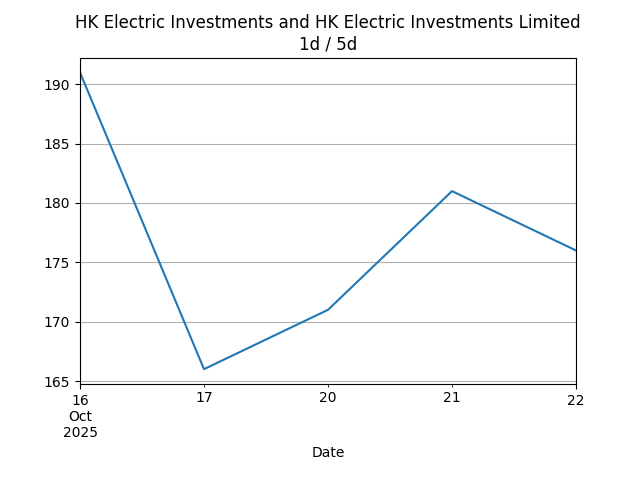 HK Electric Investments and HK Electric Investments Limited
1d / 5d
190
185
180
175
170
165
16 17 20 21 22
Oct
2025
Date